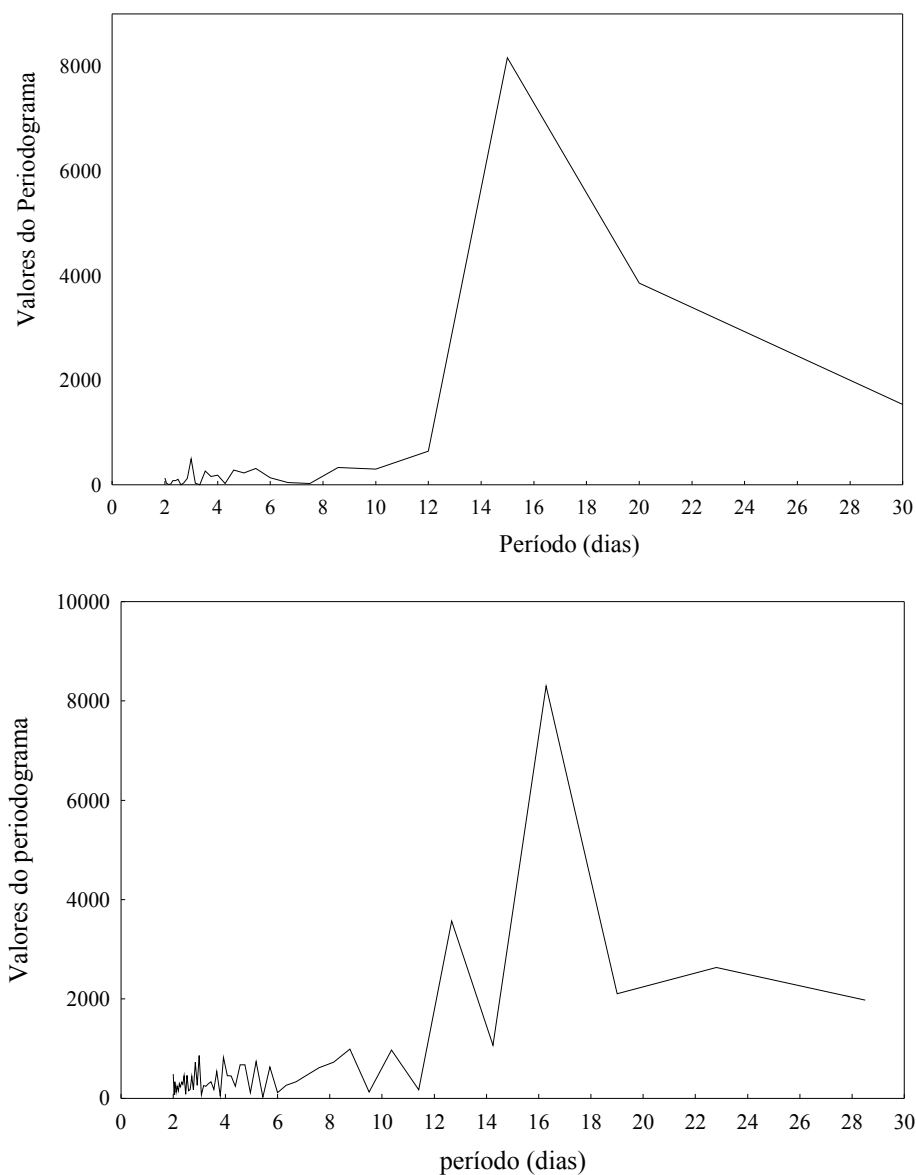 Valores do Periodograma
8000
6000
4000
2000
0
0 2 4 6 8 10 12 14 16 18 20 22 24 26 28 30
Período (dias)
Valores do periodograma
10000
8000
6000
4000
2000
0
0 2 4 6 8 10 12 14 16 18 20 22 24 26 28 30
período (dias)